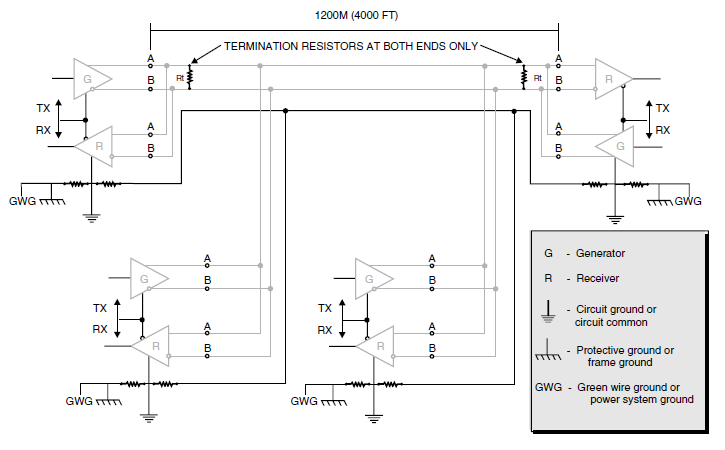 1200M (4000 FT)
TERMINATION RESISTORS AT BOTH ENDS ONLY
A
A
G
B
Rt
Rt
B
R
TX
TX
RX
A
A
RX
R
B
B
G
GWG
GWG
G
A
B
G
A
B
TX
RX
A
B
R
TX
RX
A
B
R
GWG
GWG
G - Generator
R - Receiver
- Circuit ground or
circuit common
- Protective ground or
frame ground
GWG - Green wire ground or
power system ground